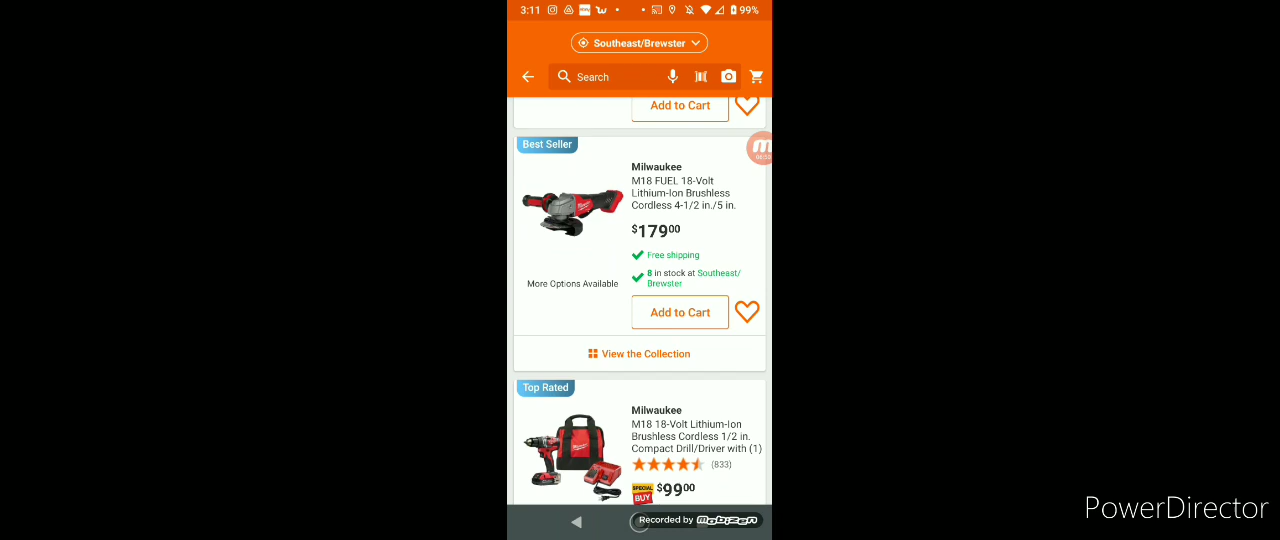 3:11
99%
Southeast/Brewster
Search
Add to Cart
Best Seller
Milwaukee
M18 FUEL 18-Volt
Lithium-Ion Brushless
Cordless 4-1/2 in./5 in.
$179.00
Free shipping
8 in stock at Southeast/
Brewster
More Options Available
Add to Cart
View the Collection
Top Rated
Milwaukee
M18 18-Volt Lithium-Ion
Brushless Cordless 1/2 in.
Compact Drill/Driver with (1)
(833)
SPECIAL
BUY
$99.00
Recorded by mobizen
PowerDirector